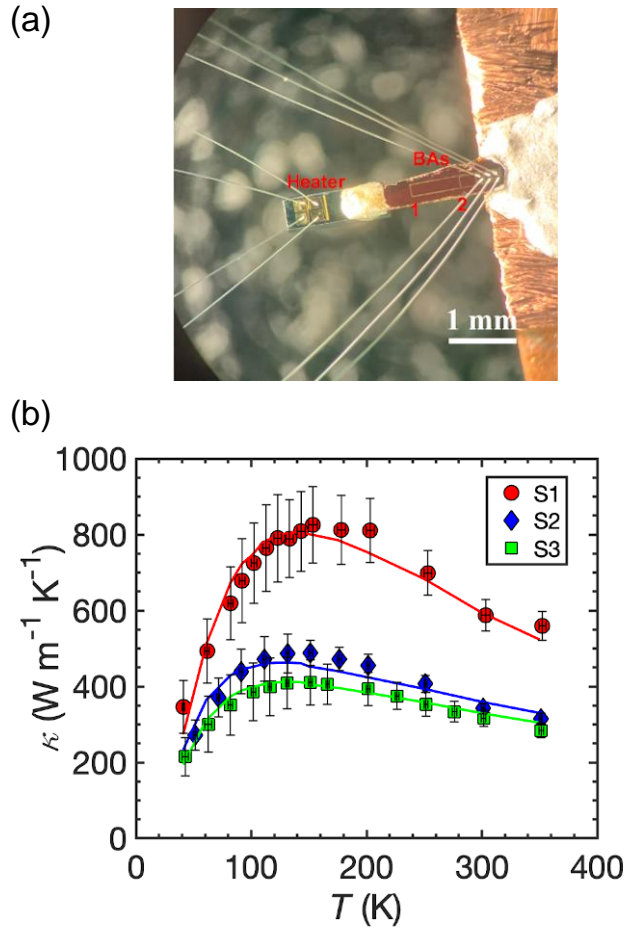 (a)
BAs
Heater
1
2
1 mm
(b)
1000
800
600
400
200
0
κ (W m⁻¹ K⁻¹)
S1
S2
S3
0
100
200
300
400
T (K)